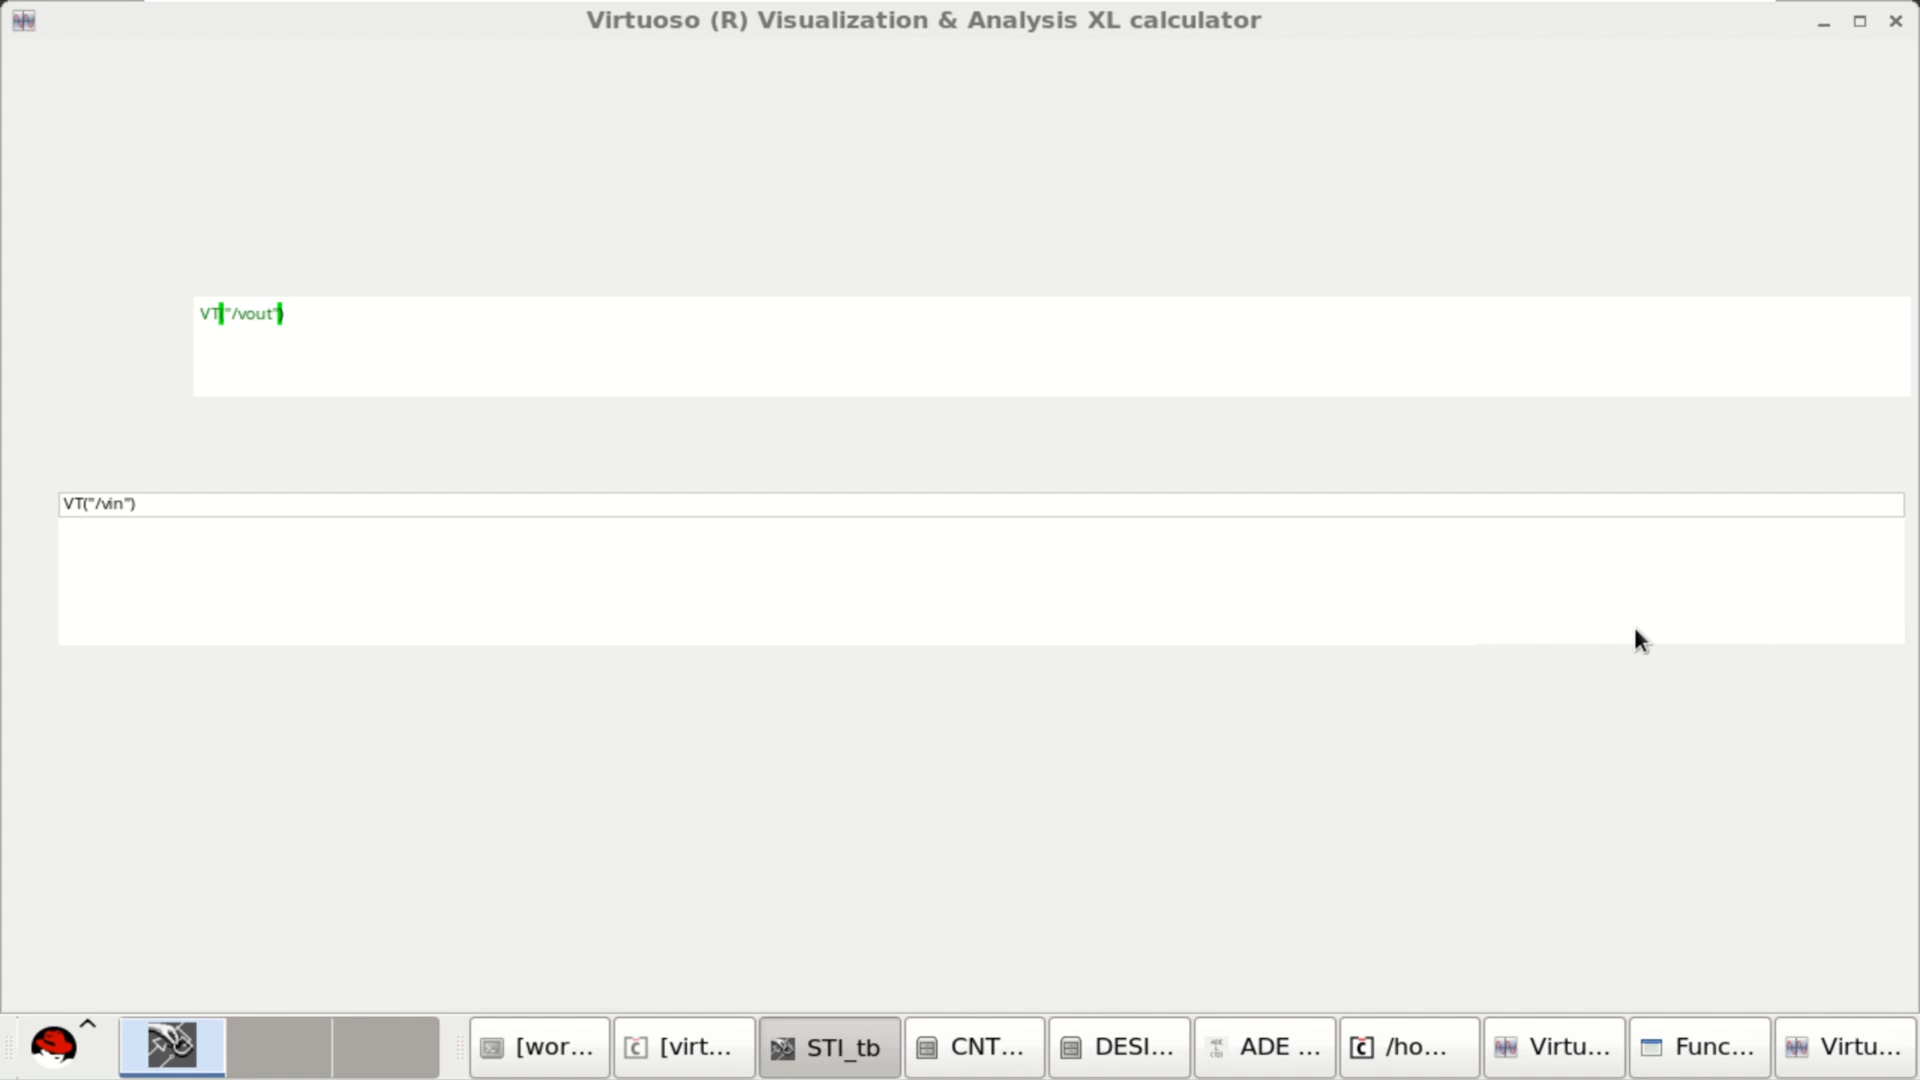 Virtuoso (R) Visualization & Analysis XL calculator
VT("/vout")
VT("/vin")
[wor... [virt... STI_tb CNT... DESI... ADE ... /ho... Virtu... Func... Virtu...